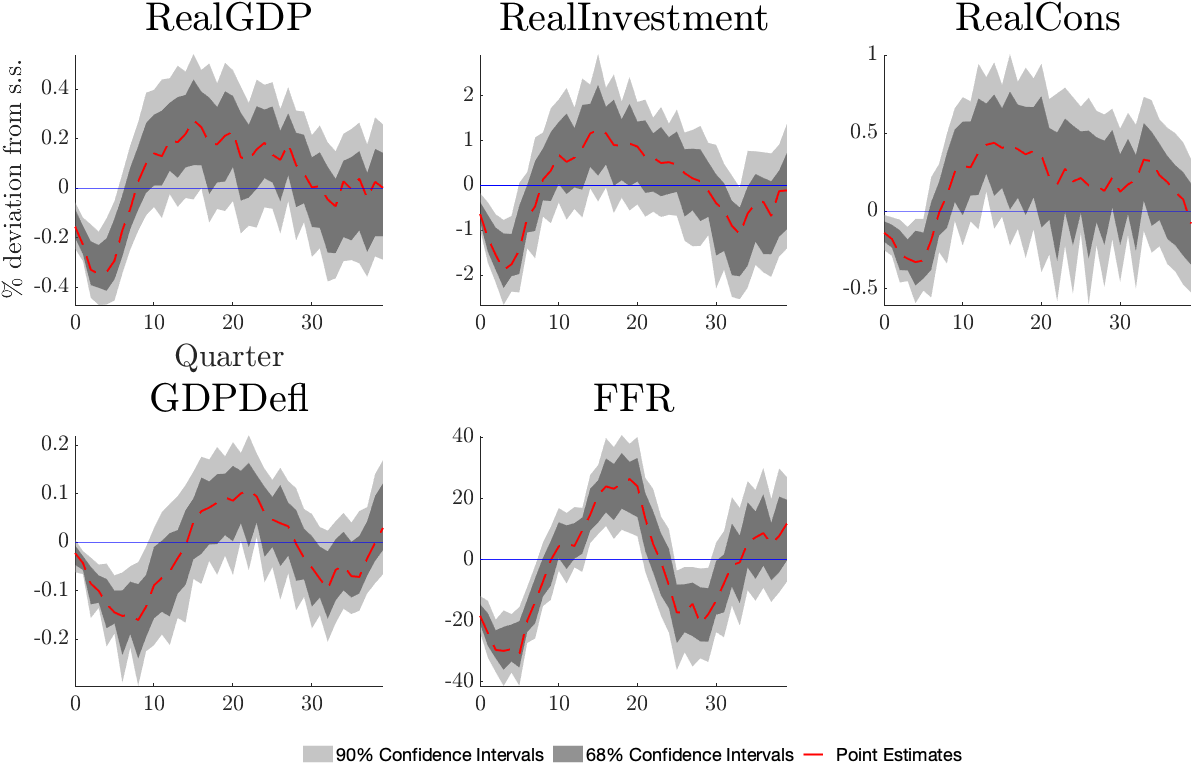 RealGDP
% deviation from s.s.
0.4
0.2
0
-0.2
-0.4
0 10 20 30
Quarter
RealInvestment
2
1
0
-1
-2
0 10 20 30
RealCons
1
0.5
0
-0.5
0 10 20 30
GDPDefl
0.2
0.1
0
-0.1
-0.2
0 10 20 30
FFR
40
20
0
-20
-40
0 10 20 30
90% Confidence Intervals 68% Confidence Intervals Point Estimates